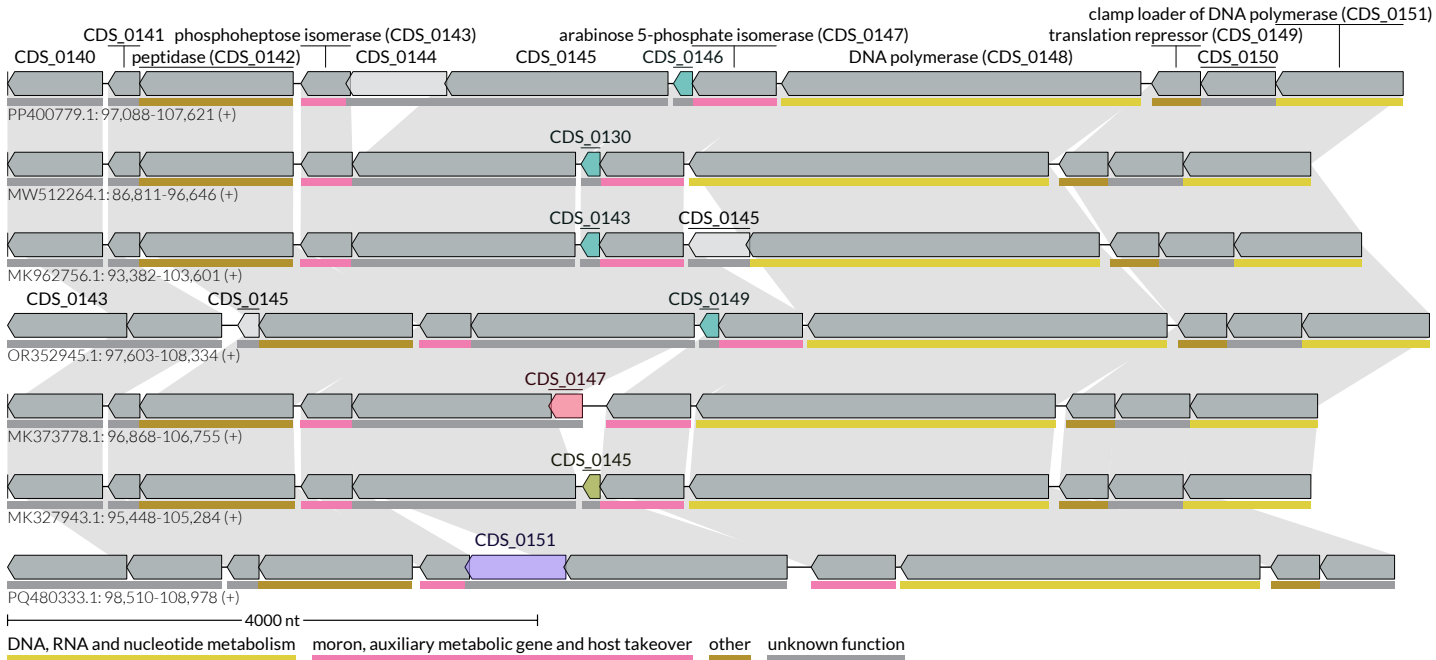 clamp loader of DNA polymerase (CDS_0151)
CDS_0141 phosphoheptose isomerase (CDS_0143) arabinose 5-phosphate isomerase (CDS_0147) translation repressor (CDS_0149)
CDS_0140 peptidase (CDS_0142) CDS_0144 CDS_0145 CDS_0146 DNA polymerase (CDS_0148) CDS_0150
PP400779.1: 97,088-107,621 (+)
CDS_0130
MW512264.1: 86,811-96,646 (+)
CDS_0143 CDS_0145
MK962756.1: 93,382-103,601 (+)
CDS_0143 CDS_0145 CDS_0149
OR352945.1: 97,603-108,334 (+)
CDS_0147
MK373778.1: 96,868-106,755 (+)
CDS_0145
MK327943.1: 95,448-105,284 (+)
CDS_0151
PQ480333.1: 98,510-108,978 (+)
4000 nt
DNA, RNA and nucleotide metabolism moron, auxiliary metabolic gene and host takeover other unknown function